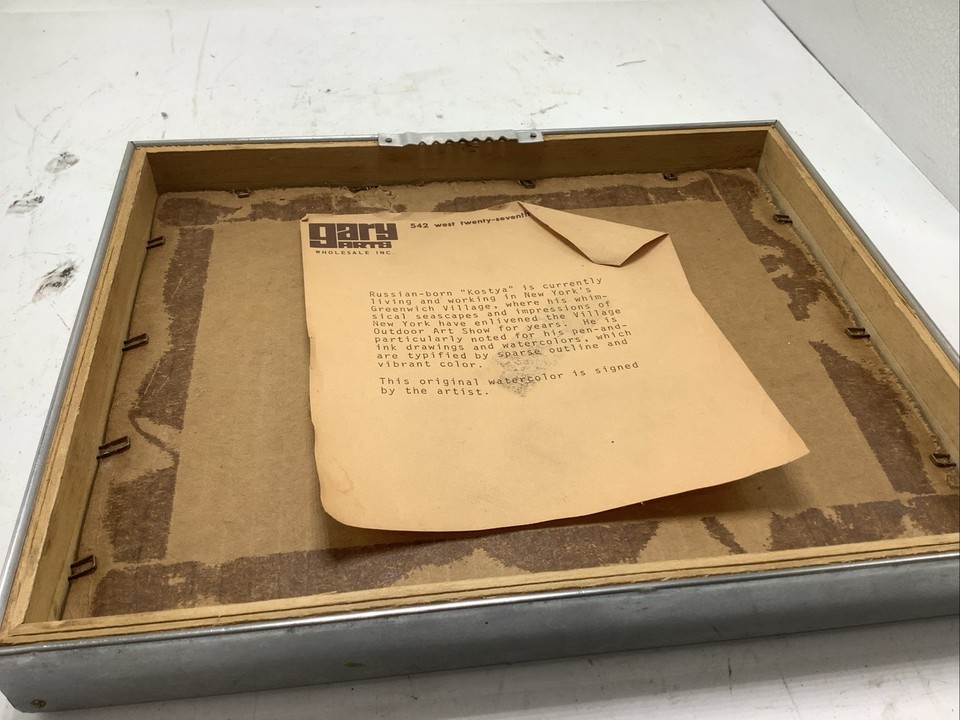 gary
ARTS
WHOLESALE INC
542 west twenty-seventh
Russian-born "Kostya" is currently
living and working in New York's
Greenwich Village, where his whim-
sical seascapes and impressions of
New York have enlivened the Village
Outdoor Art Show for years. He is
particularly noted for his pen-and-
ink drawings and watercolors, which
are typified by sparse outline and
vibrant color.
This original watercolor is signed
by the artist.